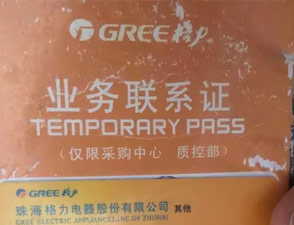 GREE 格力
业务联系证
TEMPORARY PASS
(仅限采购中心 质控部)
GREE 格力
珠海格力电器股份有限公司 其他
GREE ELECTRIC APPLIANCES,INC.OF ZHUHAI